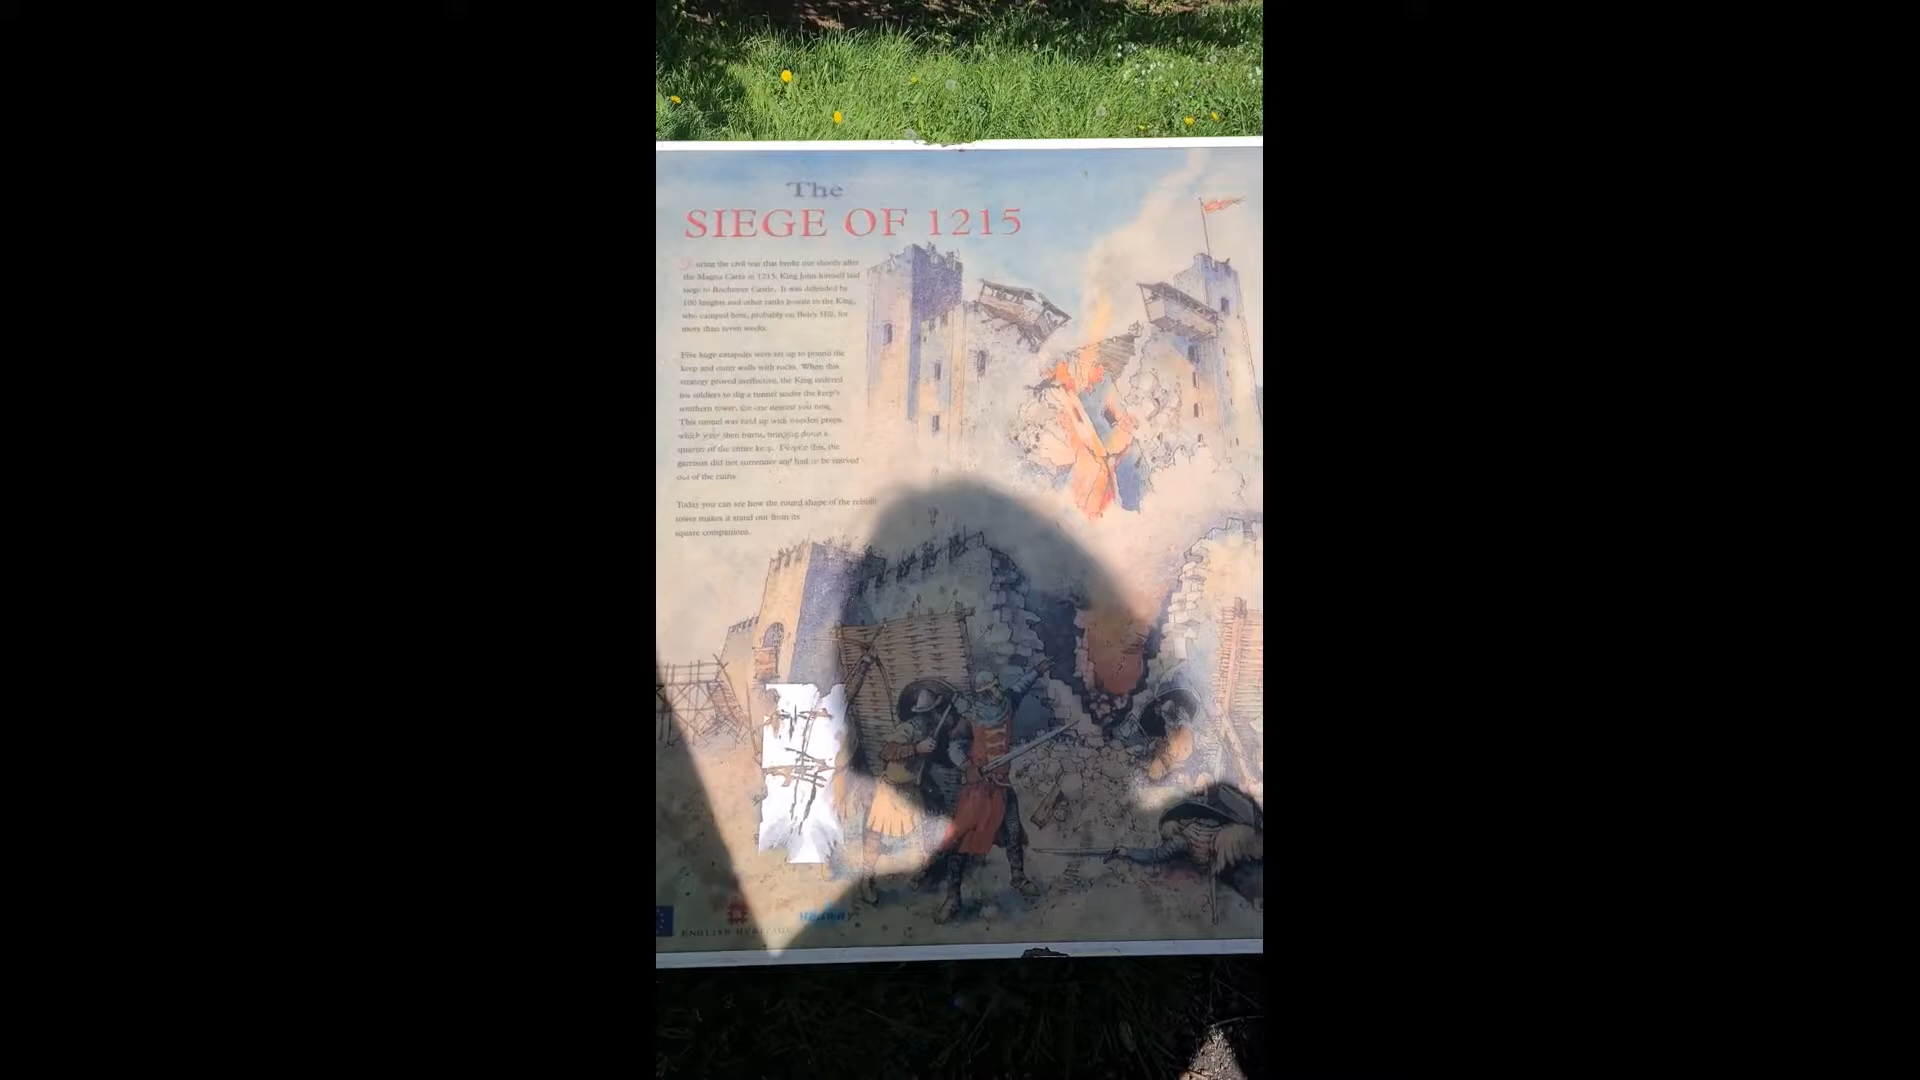 The
SIEGE OF 1215
During the civil war that broke out shortly after
the Magna Carta in 1215, King John himself laid
siege to Rochester Castle. It was defended by
100 knights and other ranks hostile to the King,
who camped here, probably on Boley Hill, for
more than seven weeks.
Five huge catapults were set up to pound the
keep and outer walls with rocks. When this
strategy proved ineffective, the King ordered
his soldiers to dig a tunnel under the keep's
southern tower, the one nearest you now.
This tunnel was held up with wooden props
which were then burnt, bringing down a
quarter of the entire keep. Despite this, the
garrison did not surrender and had to be starved
out of the ruins.
Today you can see how the round shape of the rebuilt
tower makes it stand out from its
square companions.
Medway
ENGLISH HERITAGE